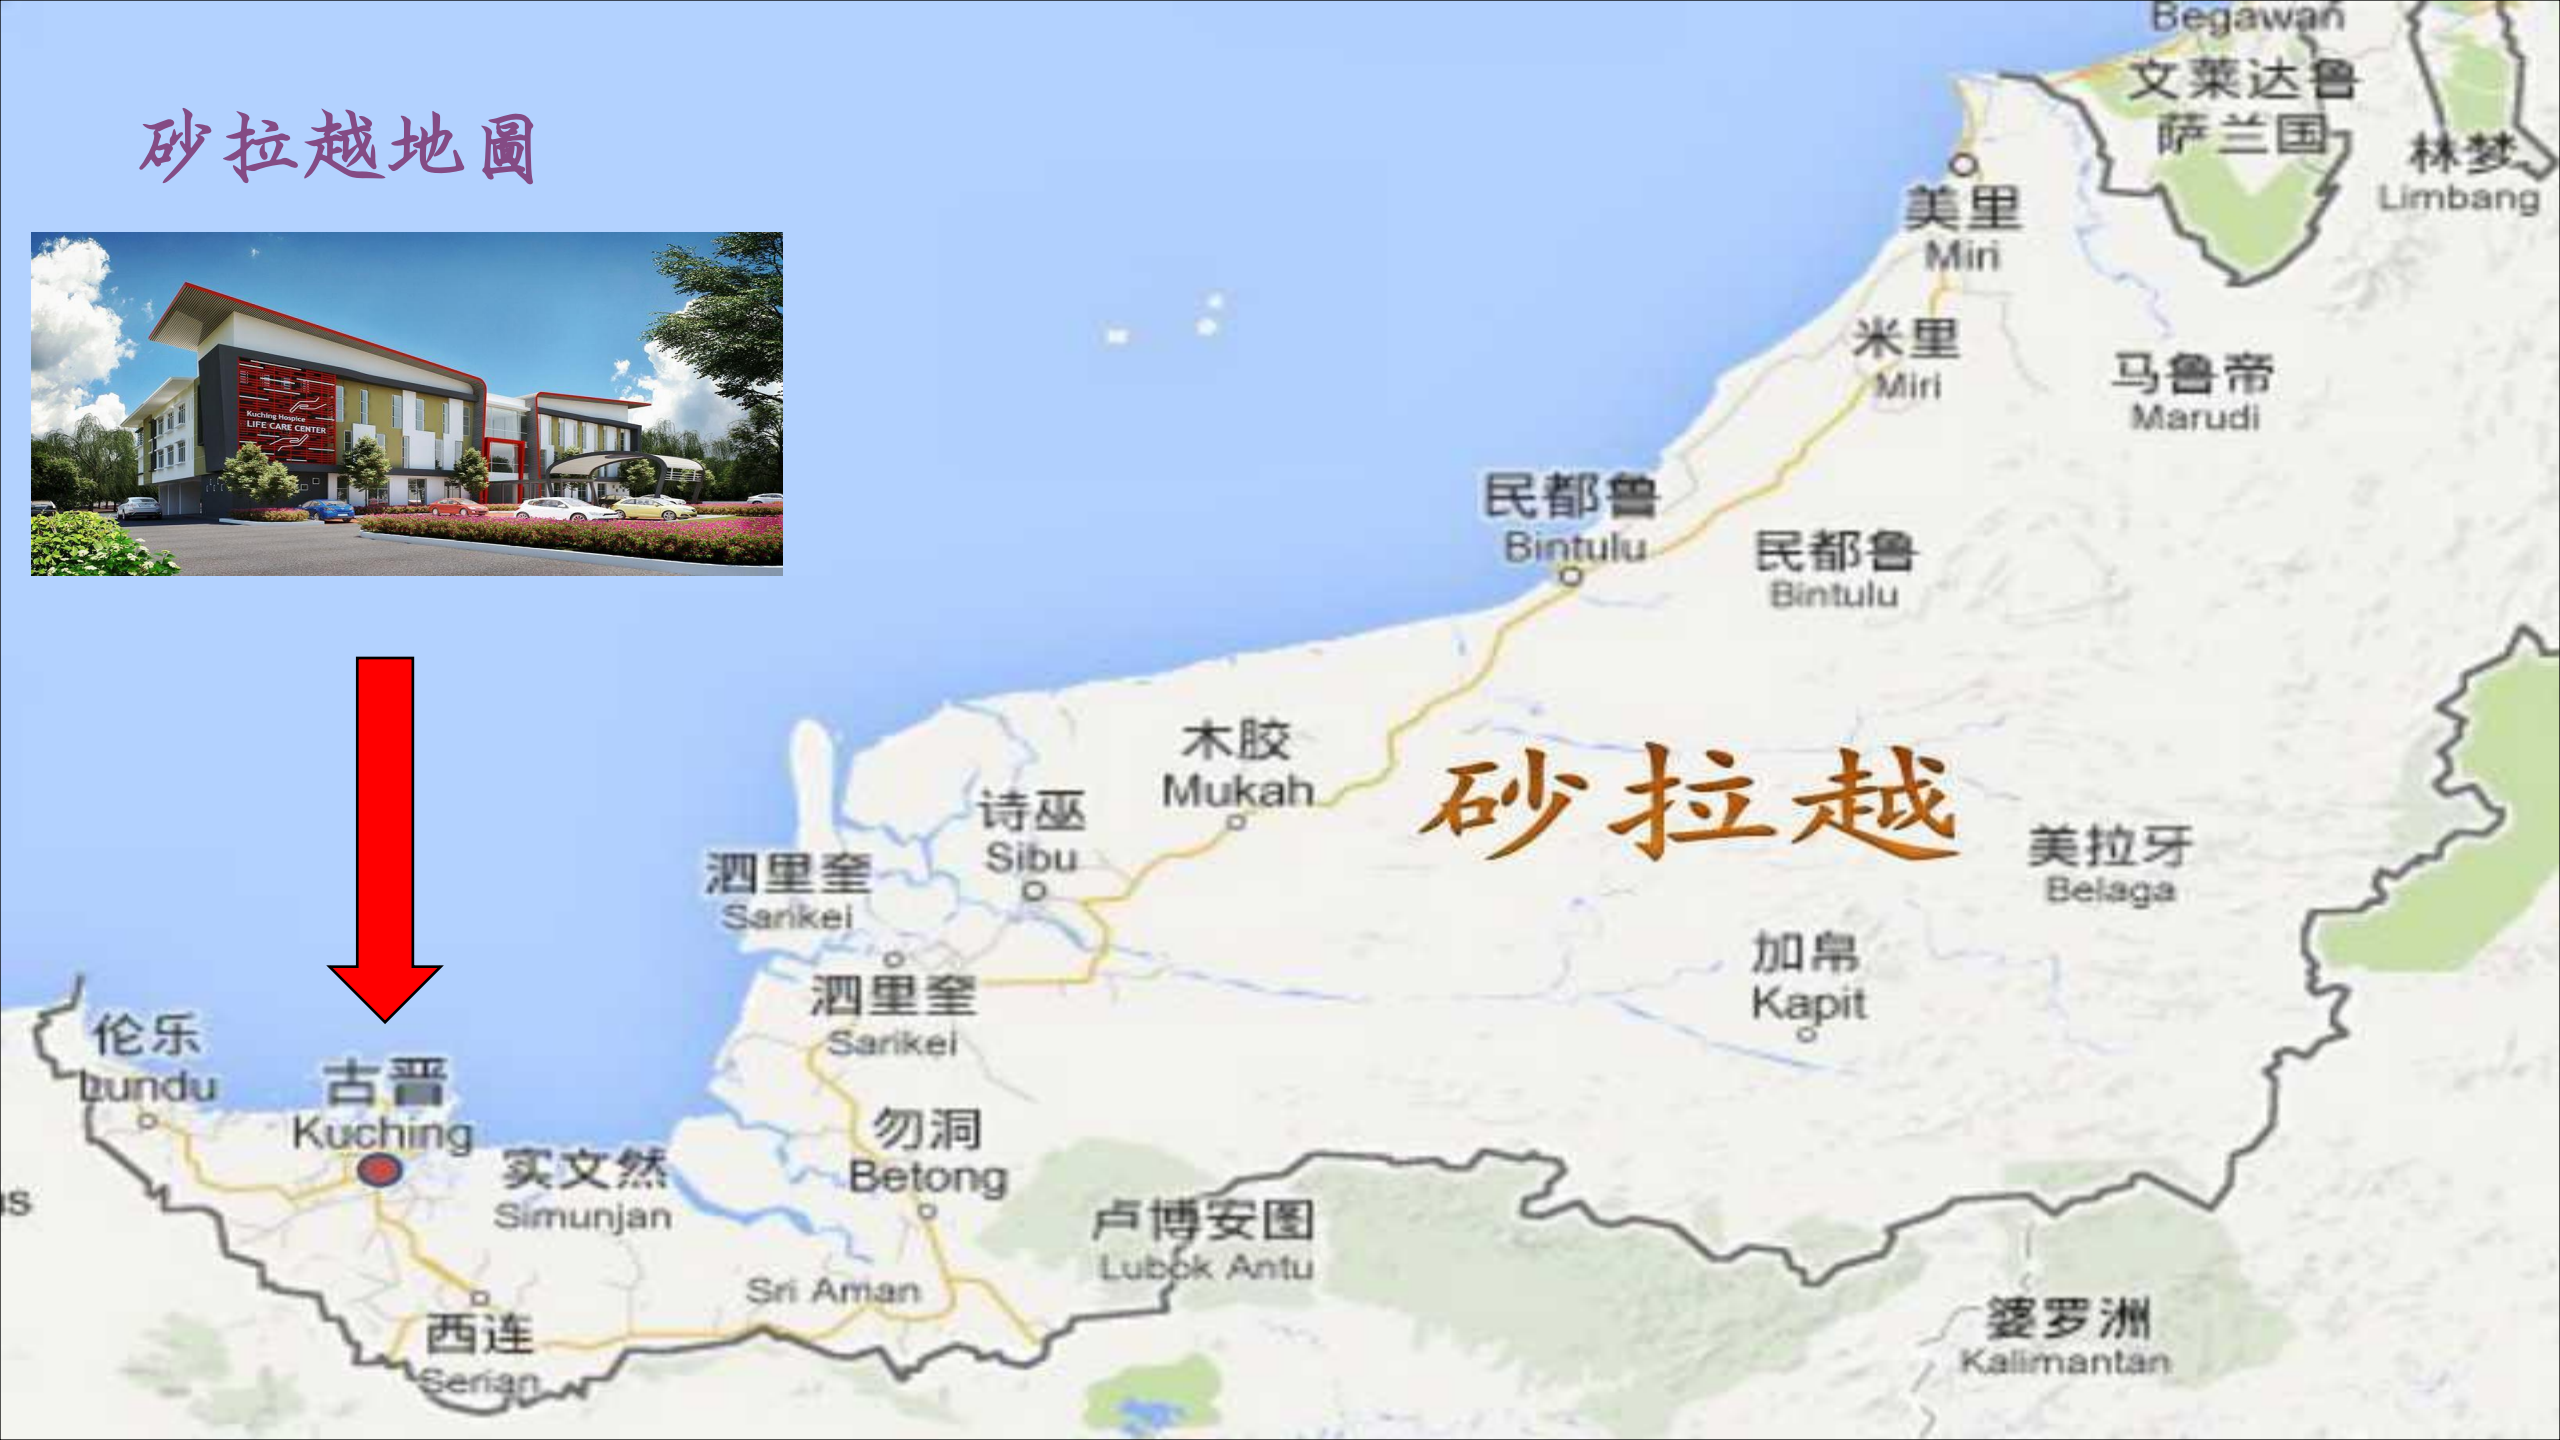 砂拉越地圖
Kuching Hospice
LIFE CARE CENTER
Begawan
文莱达鲁
萨兰国
林梦
Limbang
美里
Miri
米里
Miri
马鲁帝
Marudi
民都鲁
Bintulu
民都鲁
Bintulu
木胶
Mukah
砂拉越
诗巫
Sibu
泗里奎
Sarikei
美拉牙
Belaga
加帛
Kapit
泗里奎
Sarikei
伦乐
Lundu
古晋
Kuching
实文然
Simunjan
勿洞
Betong
as
卢博安图
Lubok Antu
Sri Aman
西连
Serian
婆罗洲
Kalimantan